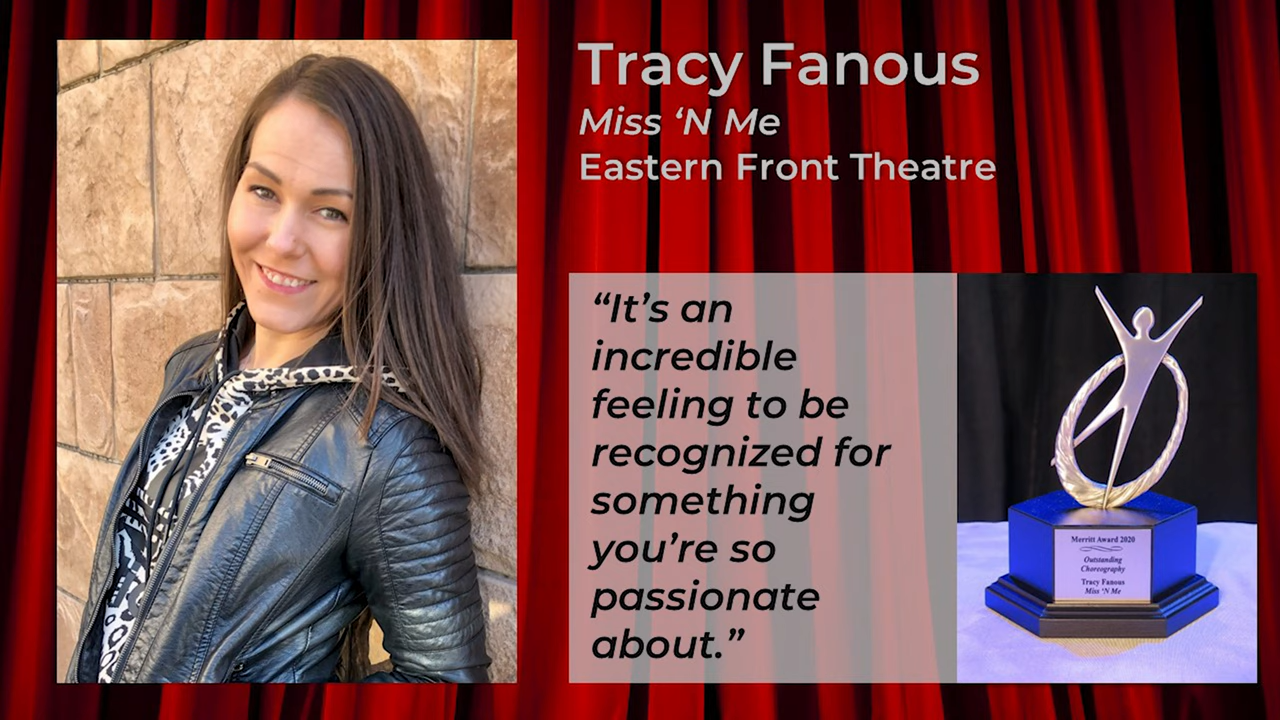 Tracy Fanous
Miss ‘N Me
Eastern Front Theatre
“It’s an
incredible
feeling to be
recognized for
something
you’re so
passionate
about.”
Merritt Award 2020
Outstanding
Choreography
Tracy Fanous
Miss ‘N Me